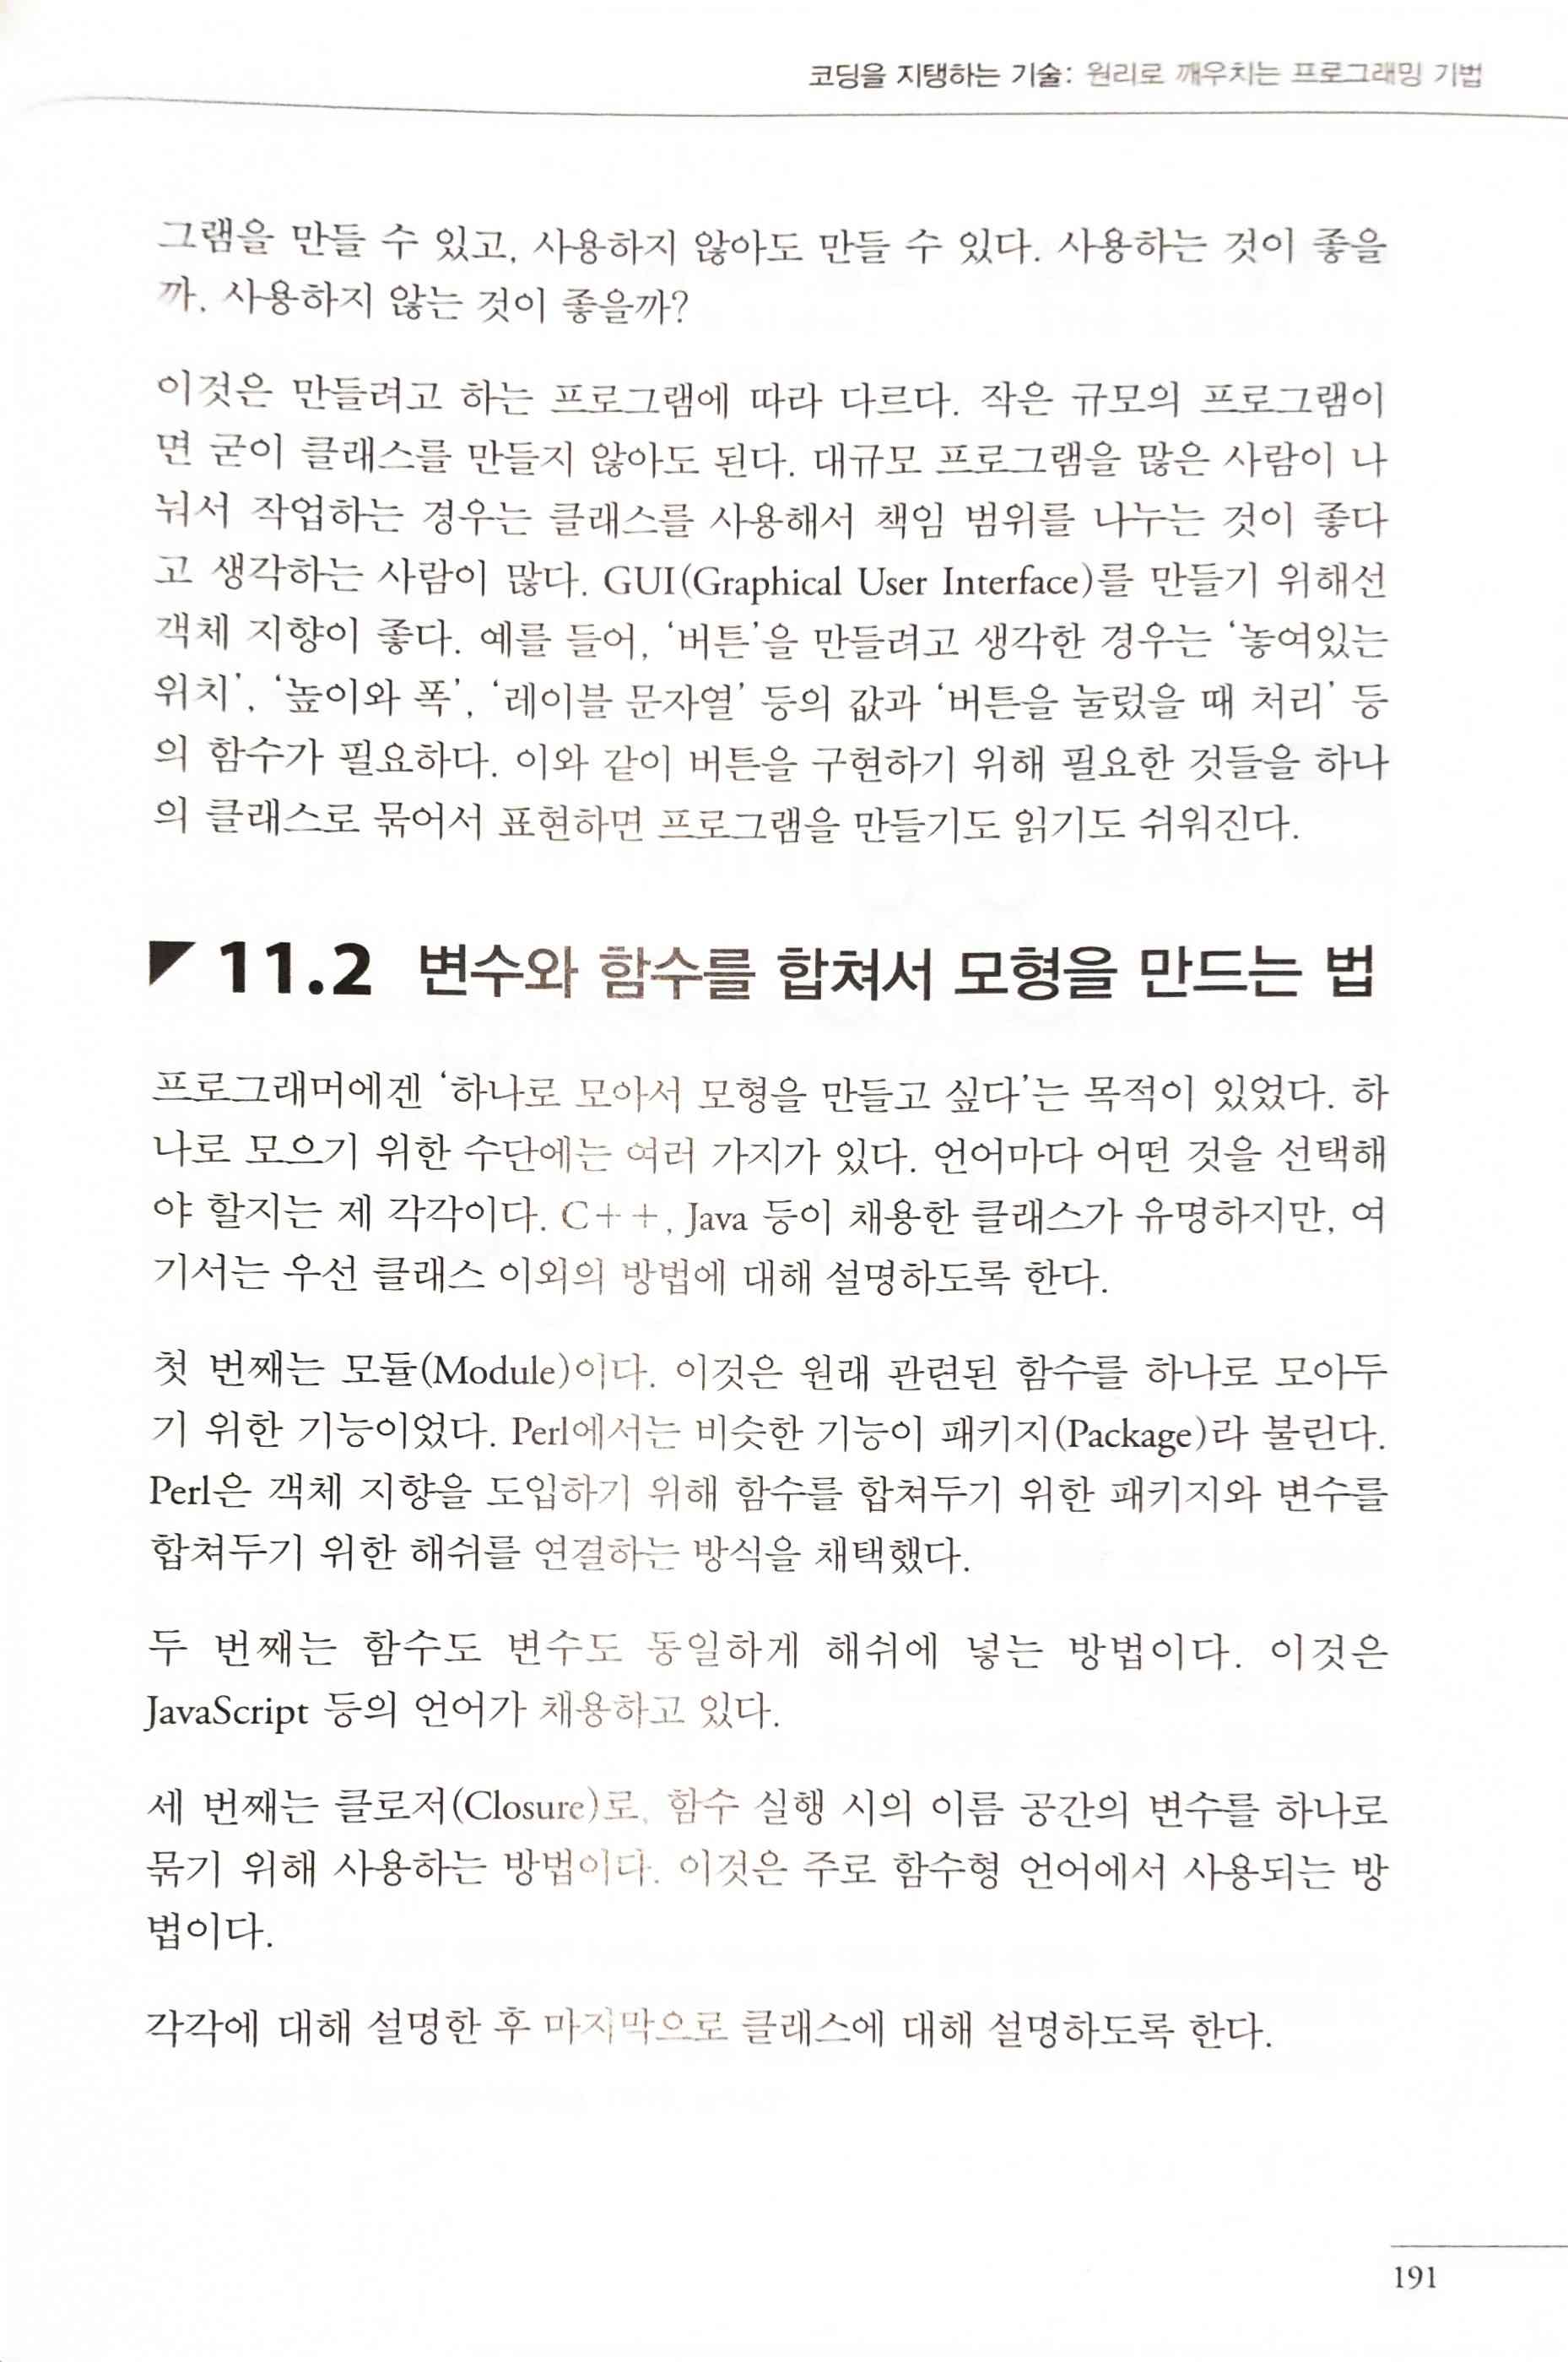 코딩을 지탱하는 기술: 원리로 깨우치는 프로그래밍 기법
그램을 만들 수 있고, 사용하지 않아도 만들 수 있다. 사용하는 것이 좋을
까, 사용하지 않는 것이 좋을까?
이것은 만들려고 하는 프로그램에 따라 다르다. 작은 규모의 프로그램이
면 굳이 클래스를 만들지 않아도 된다. 대규모 프로그램을 많은 사람이 나
눠서 작업하는 경우는 클래스를 사용해서 책임 범위를 나누는 것이 좋다
고 생각하는 사람이 많다. GUI(Graphical User Interface)를 만들기 위해선
객체 지향이 좋다. 예를 들어, ‘버튼’을 만들려고 생각한 경우는 ‘놓여있는
위치’, ‘높이와 폭’, ‘레이블 문자열’ 등의 값과 ‘버튼을 눌렀을 때 처리’ 등
의 함수가 필요하다. 이와 같이 버튼을 구현하기 위해 필요한 것들을 하나
의 클래스로 묶어서 표현하면 프로그램을 만들기도 읽기도 쉬워진다.
11.2 변수와 함수를 합쳐서 모형을 만드는 법
프로그래머에겐 ‘하나로 모아서 모형을 만들고 싶다’는 목적이 있었다. 하
나로 모으기 위한 수단에는 여러 가지가 있다. 언어마다 어떤 것을 선택해
야 할지는 제 각각이다. C++, Java 등이 채용한 클래스가 유명하지만, 여
기서는 우선 클래스 이외의 방법에 대해 설명하도록 한다.
첫 번째는 모듈(Module)이다. 이것은 원래 관련된 함수를 하나로 모아두
기 위한 기능이었다. Perl에서는 비슷한 기능이 패키지(Package)라 불린다.
Perl은 객체 지향을 도입하기 위해 함수를 합쳐두기 위한 패키지와 변수를
합쳐두기 위한 해쉬를 연결하는 방식을 채택했다.
두 번째는 함수도 변수도 동일하게 해쉬에 넣는 방법이다. 이것은
JavaScript 등의 언어가 채용하고 있다.
세 번째는 클로저(Closure)로, 함수 실행 시의 이름 공간의 변수를 하나로
묶기 위해 사용하는 방법이다. 이것은 주로 함수형 언어에서 사용되는 방
법이다.
각각에 대해 설명한 후 마지막으로 클래스에 대해 설명하도록 한다.
191